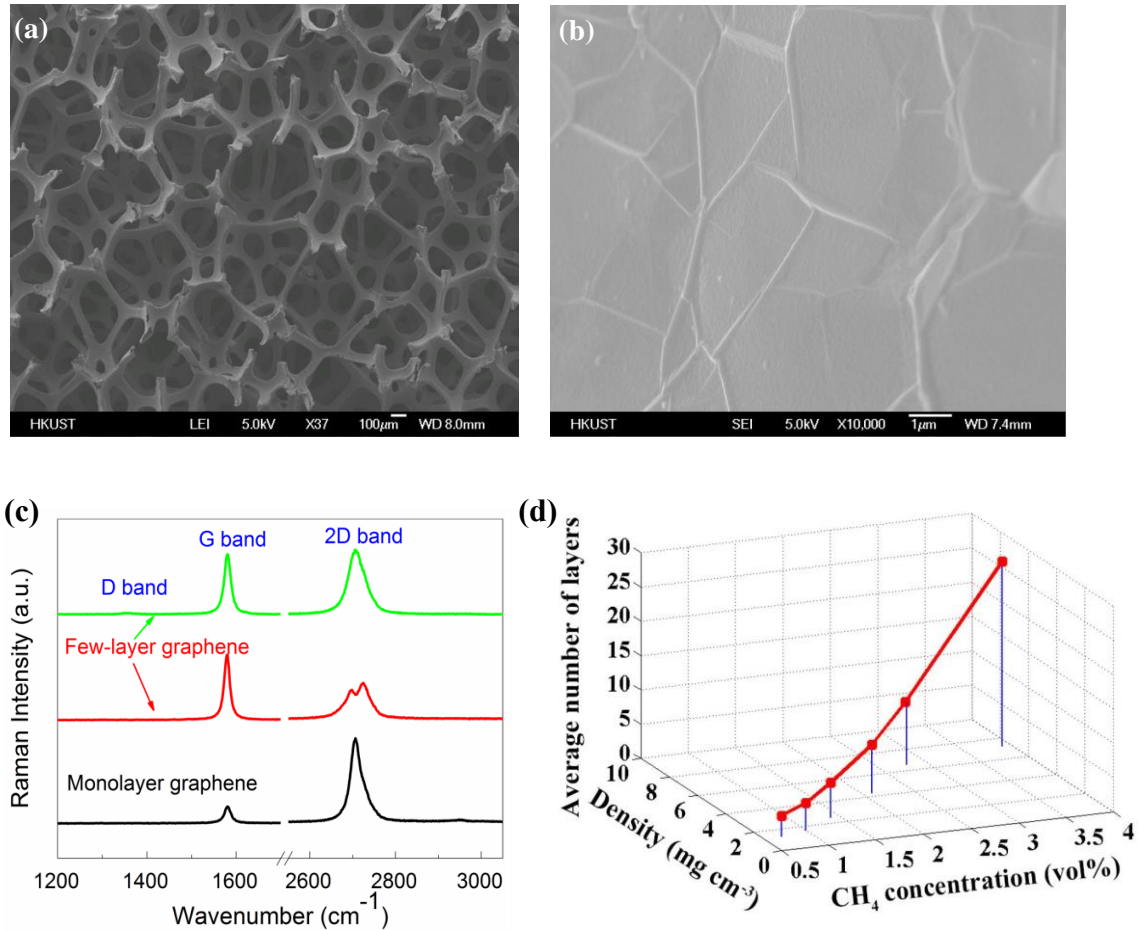 (a)
HKUST LEI 5.0kV X37 100μm WD 8.0mm
(b)
HKUST SEI 5.0kV X10,000 1μm WD 7.4mm
(c)
G band
2D band
D band
Few-layer graphene
Monolayer graphene
Raman Intensity (a.u.)
1200 1400 1600 2600 2800 3000
Wavenumber (cm-1)
(d)
30
25
20
15
10
5
0
Average number of layers
10 8 6 4 2 0
Density (mg cm-3)
0.5 1 1.5 2 2.5 3 3.5 4
CH4 concentration (vol%)